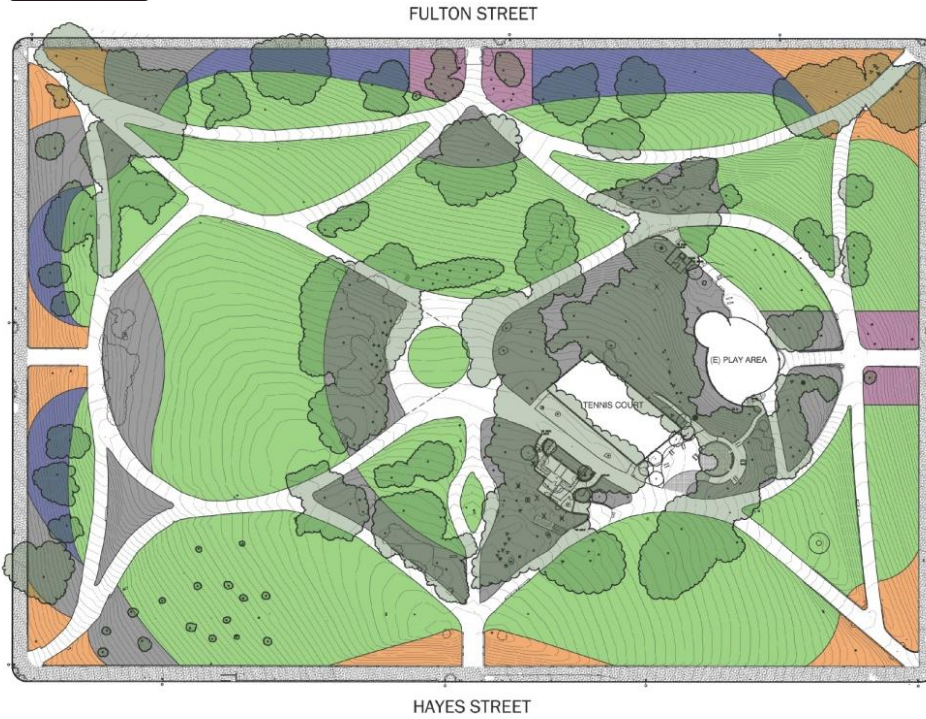 FULTON STREET
(E) PLAY AREA
TENNIS COURT
HAYES STREET